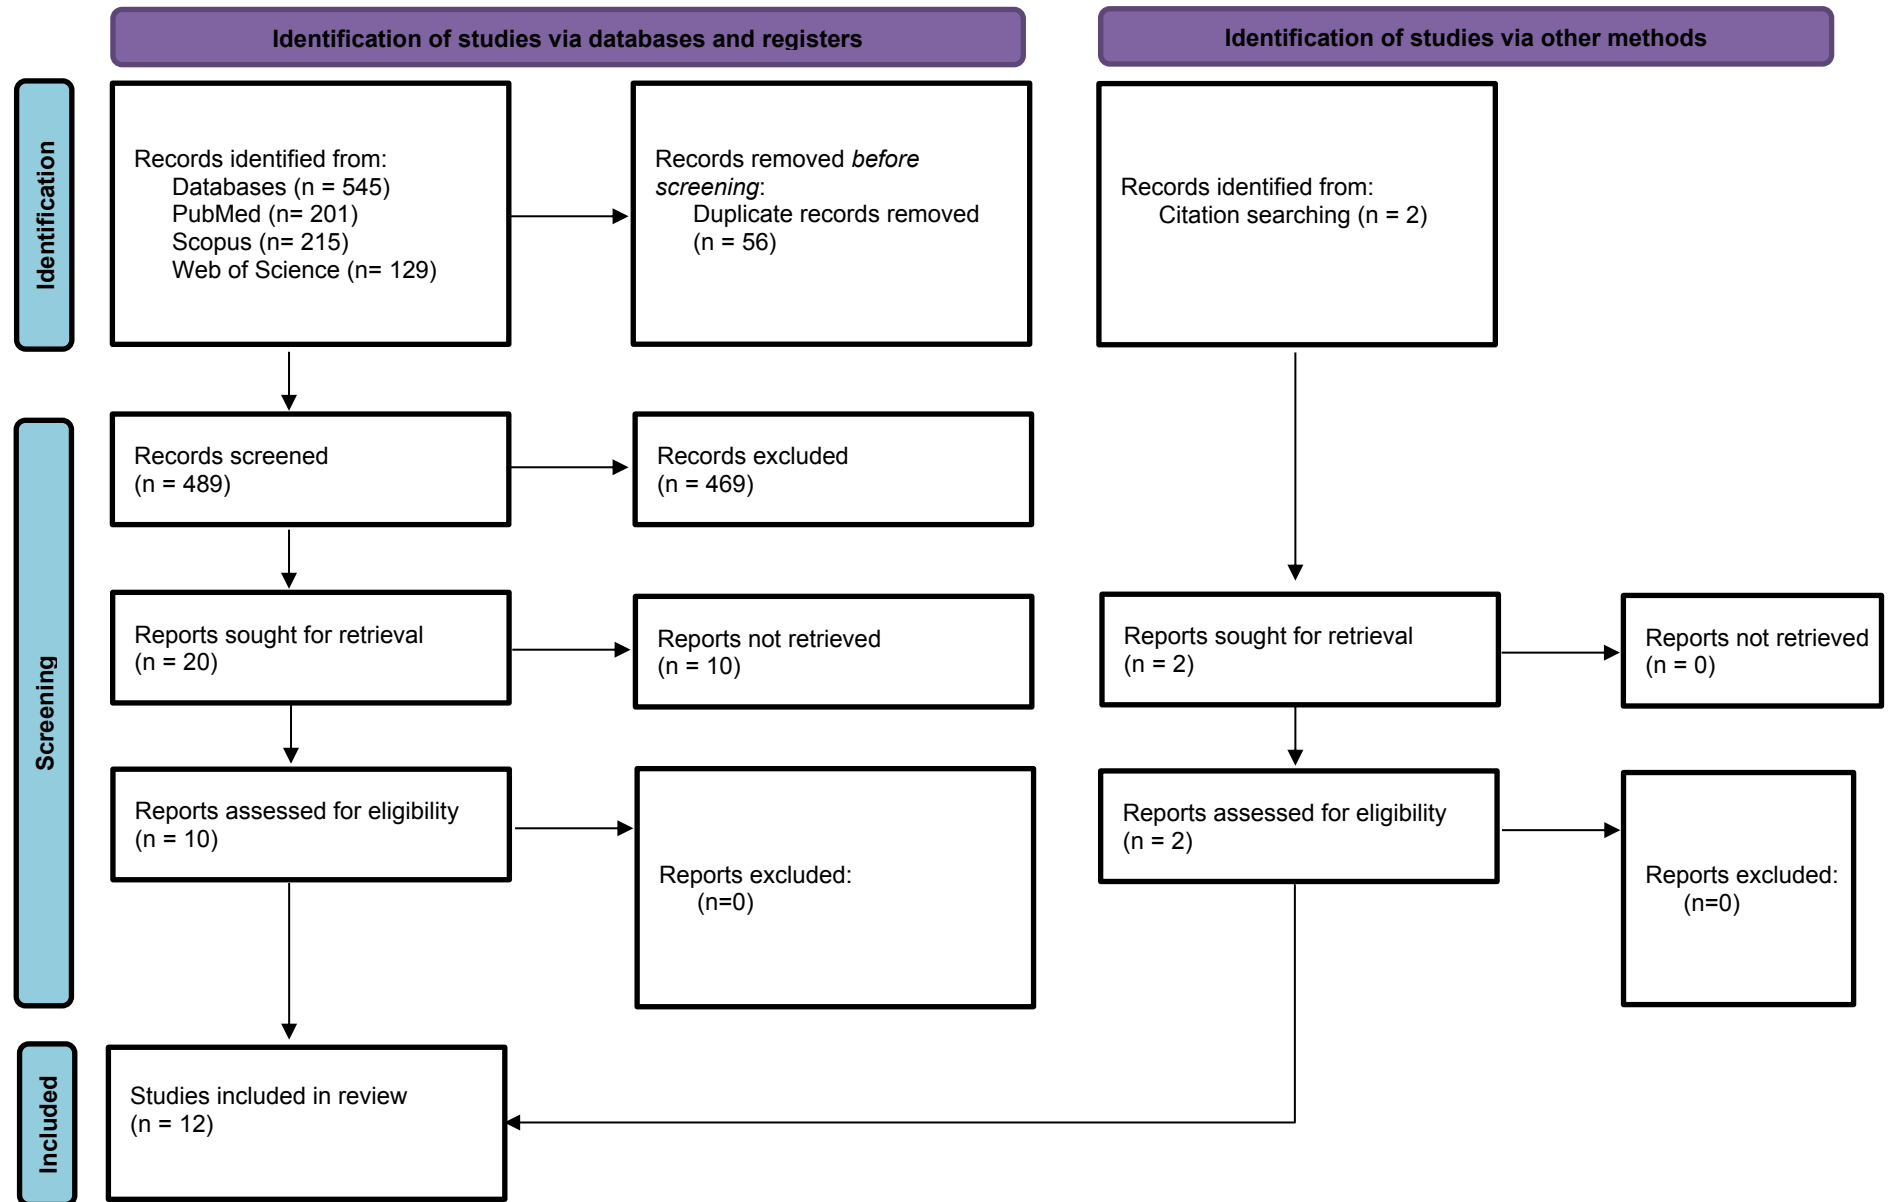 Identification of studies via databases and registers
Identification of studies via other methods
Identification
Records identified from:
Databases (n = 545)
PubMed (n= 201)
Scopus (n= 215)
Web of Science (n= 129)
Records removed before
screening:
Duplicate records removed
(n = 56)
Records identified from:
Citation searching (n = 2)
Screening
Records screened
(n = 489)
Records excluded
(n = 469)
Reports sought for retrieval
(n = 20)
Reports not retrieved
(n = 10)
Reports sought for retrieval
(n = 2)
Reports not retrieved
(n = 0)
Reports assessed for eligibility
(n = 10)
Reports excluded:
(n=0)
Reports assessed for eligibility
(n = 2)
Reports excluded:
(n=0)
Included
Studies included in review
(n = 12)